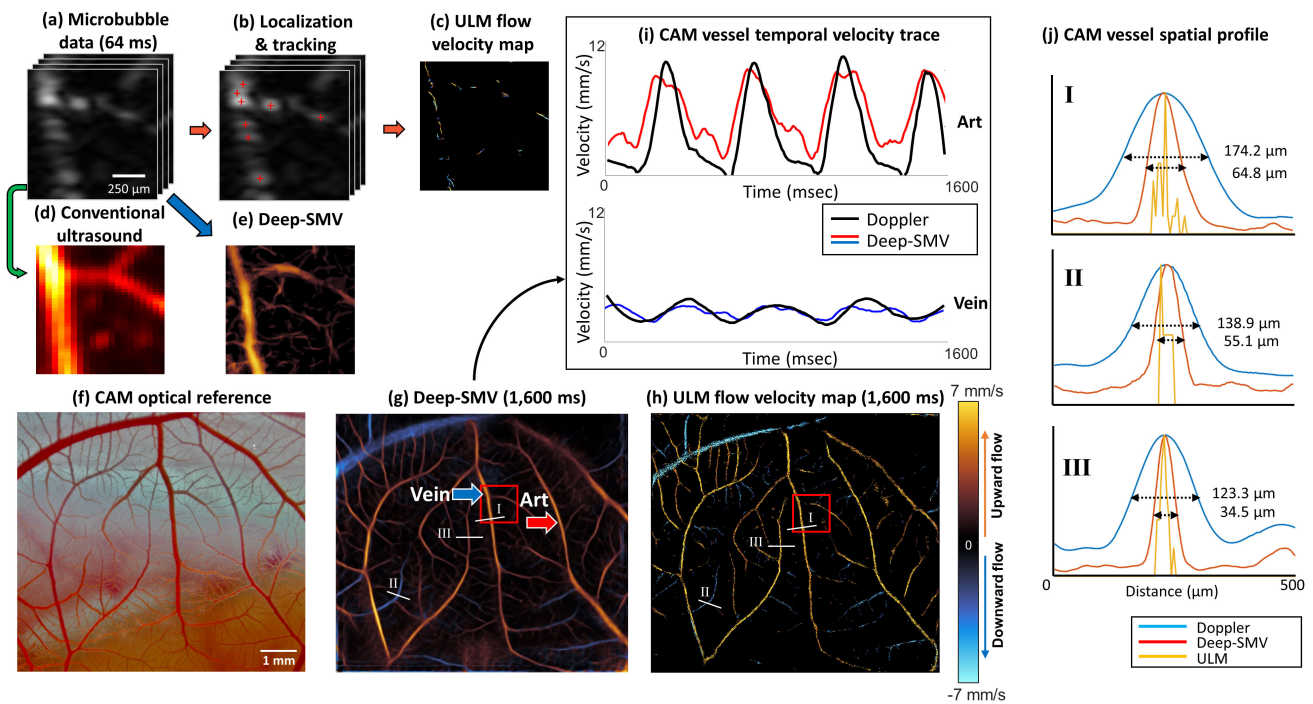 (a) Microbubble
data (64 ms)
250 µm
(b) Localization
& tracking
(c) ULM flow
velocity map
(d) Conventional
ultrasound
(e) Deep-SMV
(i) CAM vessel temporal velocity trace
12
Velocity (mm/s)
Art
0
Time (msec)
1600
Doppler
Deep-SMV
12
Velocity (mm/s)
Vein
0
Time (msec)
1600
(f) CAM optical reference
1 mm
(g) Deep-SMV (1,600 ms)
Vein
Art
I
III
II
(h) ULM flow velocity map (1,600 ms)
I
III
II
7 mm/s
0
-7 mm/s
Upward flow
Downward flow
(j) CAM vessel spatial profile
I
174.2 µm
64.8 µm
II
138.9 µm
55.1 µm
III
123.3 µm
34.5 µm
0
Distance (µm)
500
Doppler
Deep-SMV
ULM